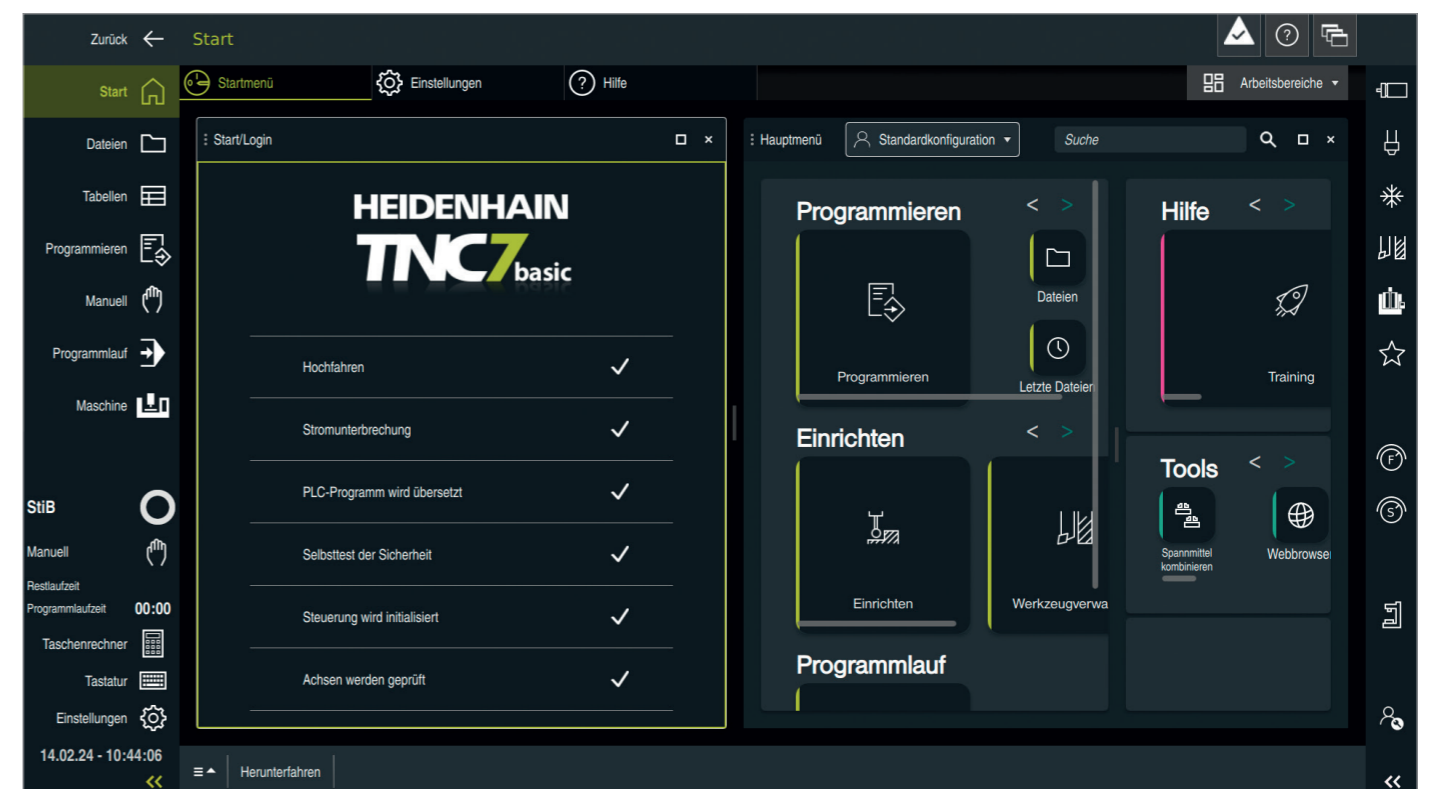 Zurück
Start
Start
Startmenü
Einstellungen
Hilfe
Arbeitsbereiche
Dateien
Tabellen
Programmieren
Manuell
Programmlauf
Maschine
StiB
Manuell
Restlaufzeit
Programmlaufzeit 00:00
Taschenrechner
Tastatur
Einstellungen
14.02.24 - 10:44:06
Start/Login
HEIDENHAIN
TNC7 basic
Hochfahren
Stromunterbrechung
PLC-Programm wird übersetzt
Selbsttest der Sicherheit
Steuerung wird initialisiert
Achsen werden geprüft
Hauptmenü
Standardkonfiguration
Suche
Programmieren
Programmieren
Dateien
Letzte Dateien
Einrichten
Einrichten
Werkzeugverwa
Programmlauf
Hilfe
Training
Tools
Spannmittel
kombinieren
Webbrowse
F
S
Herunterfahren